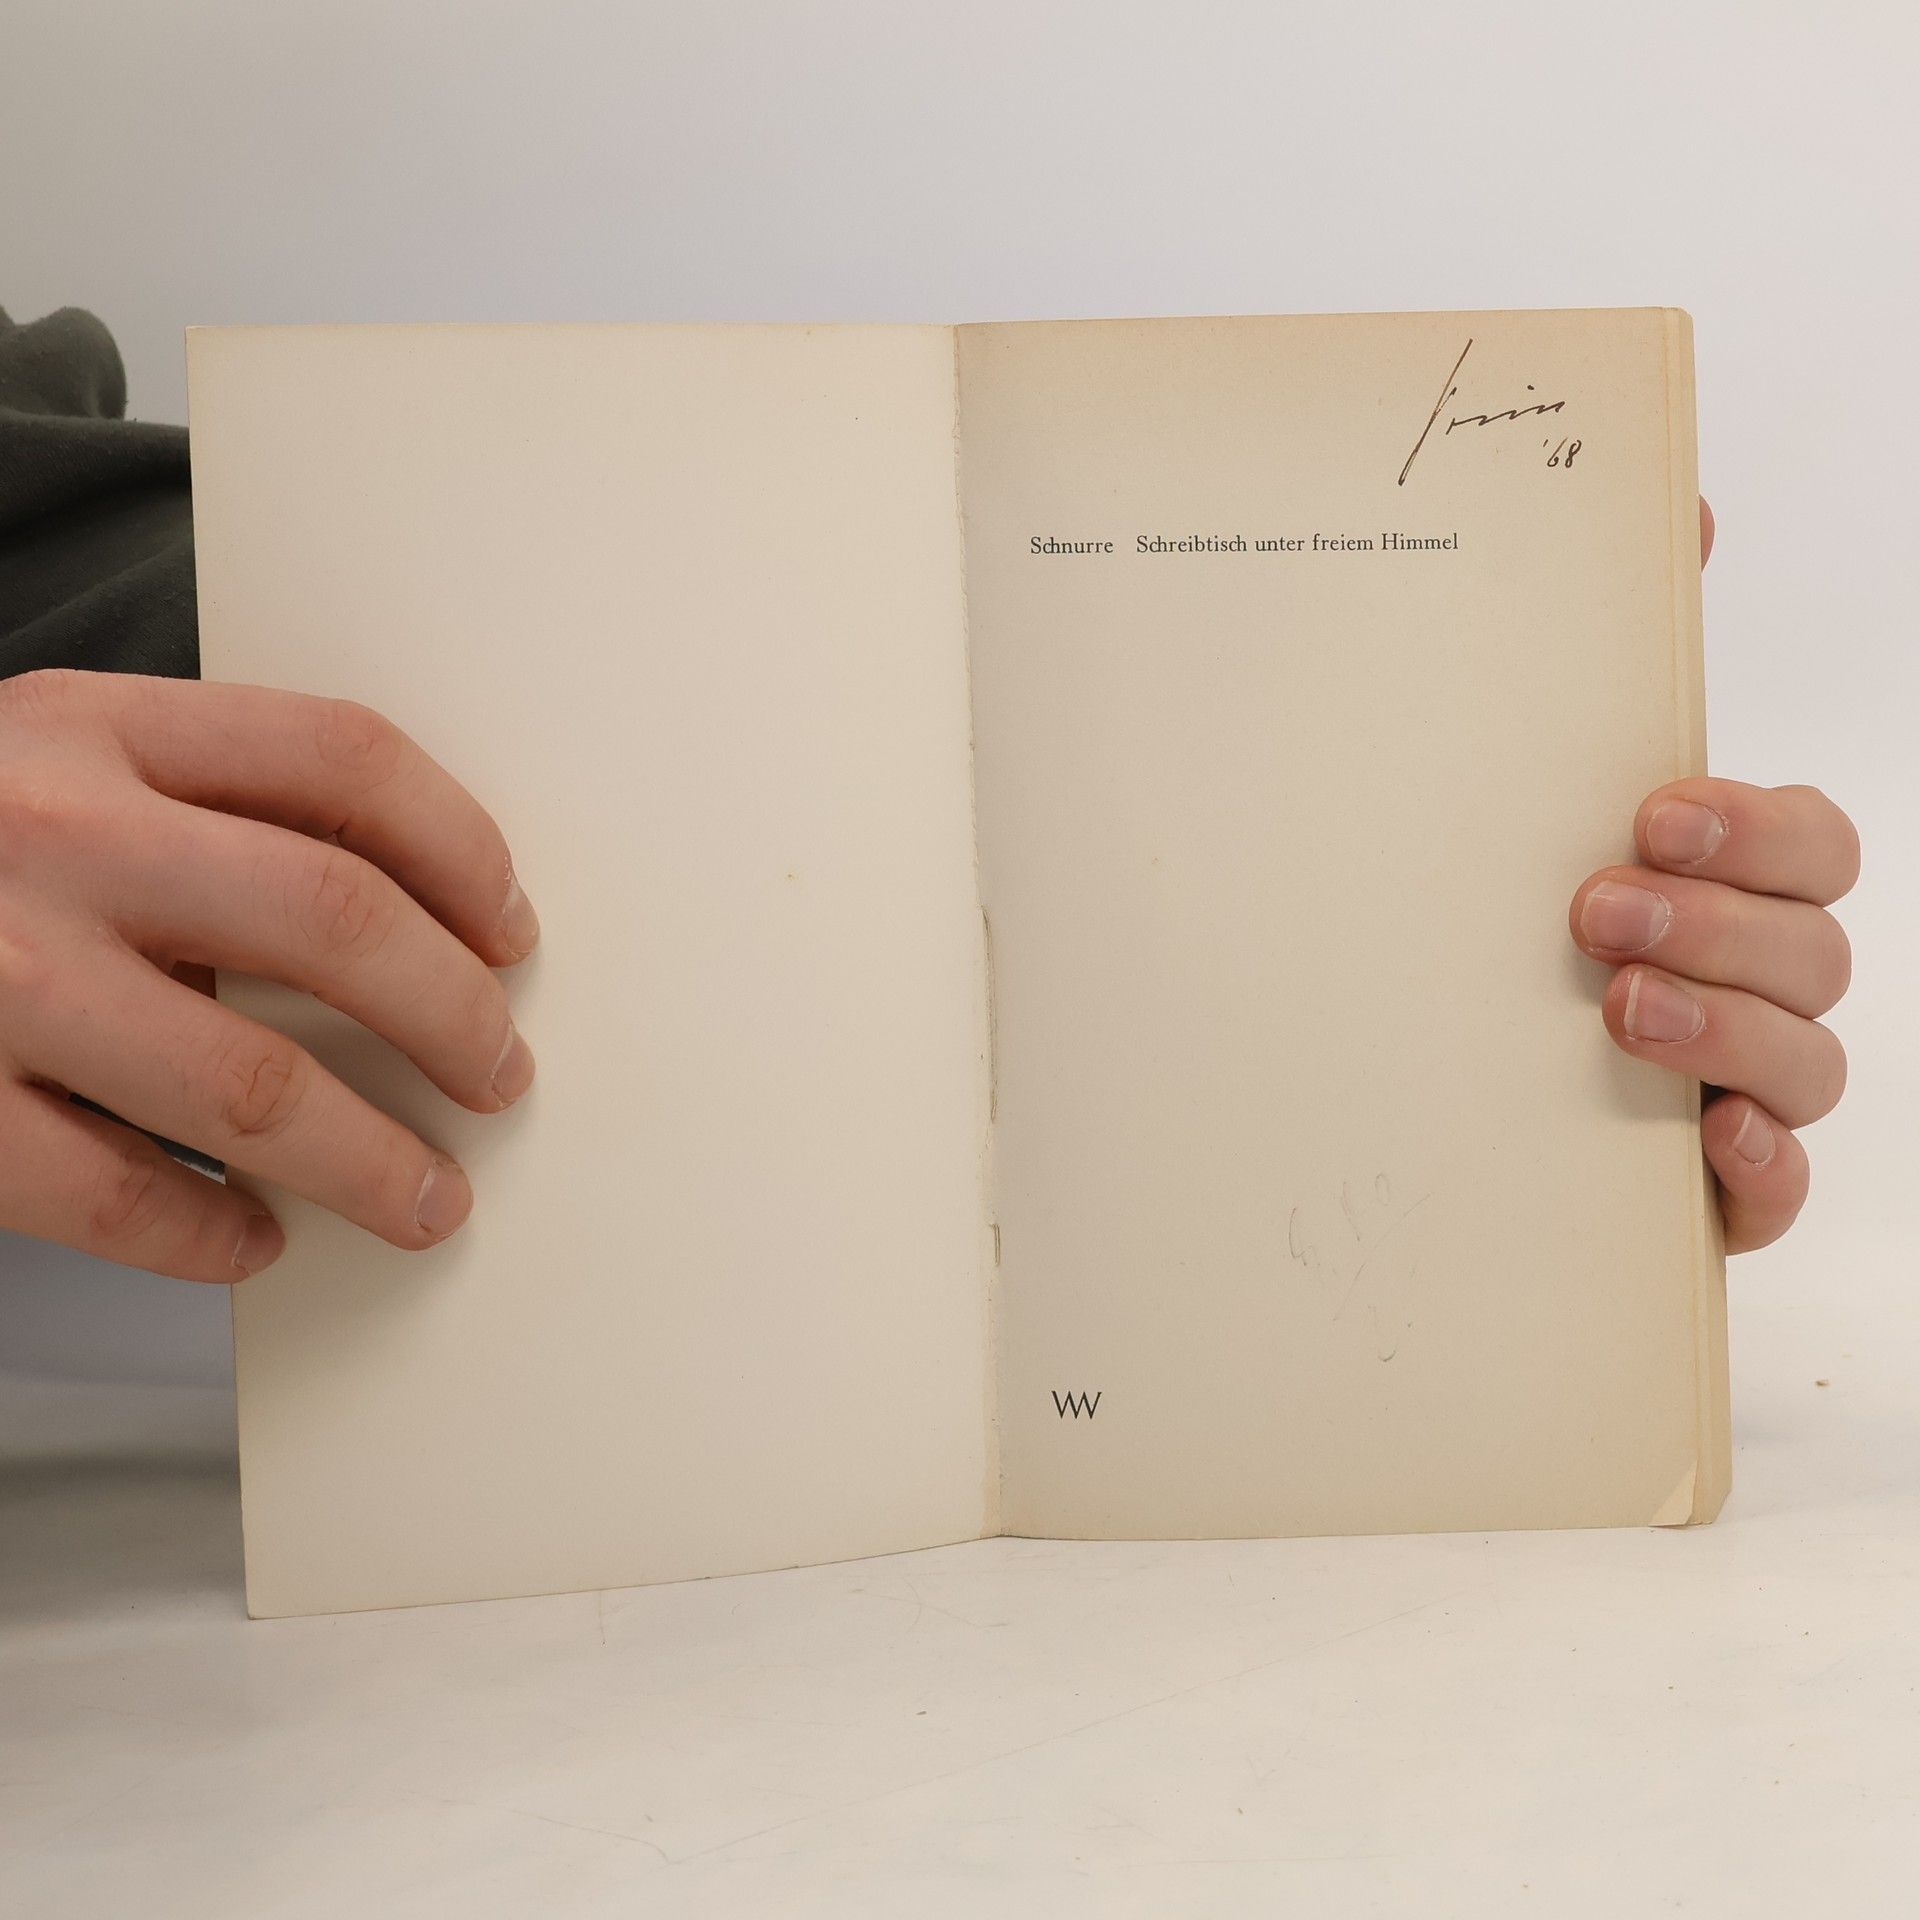 '68
Schnurre Schreibtisch unter freiem Himmel
W